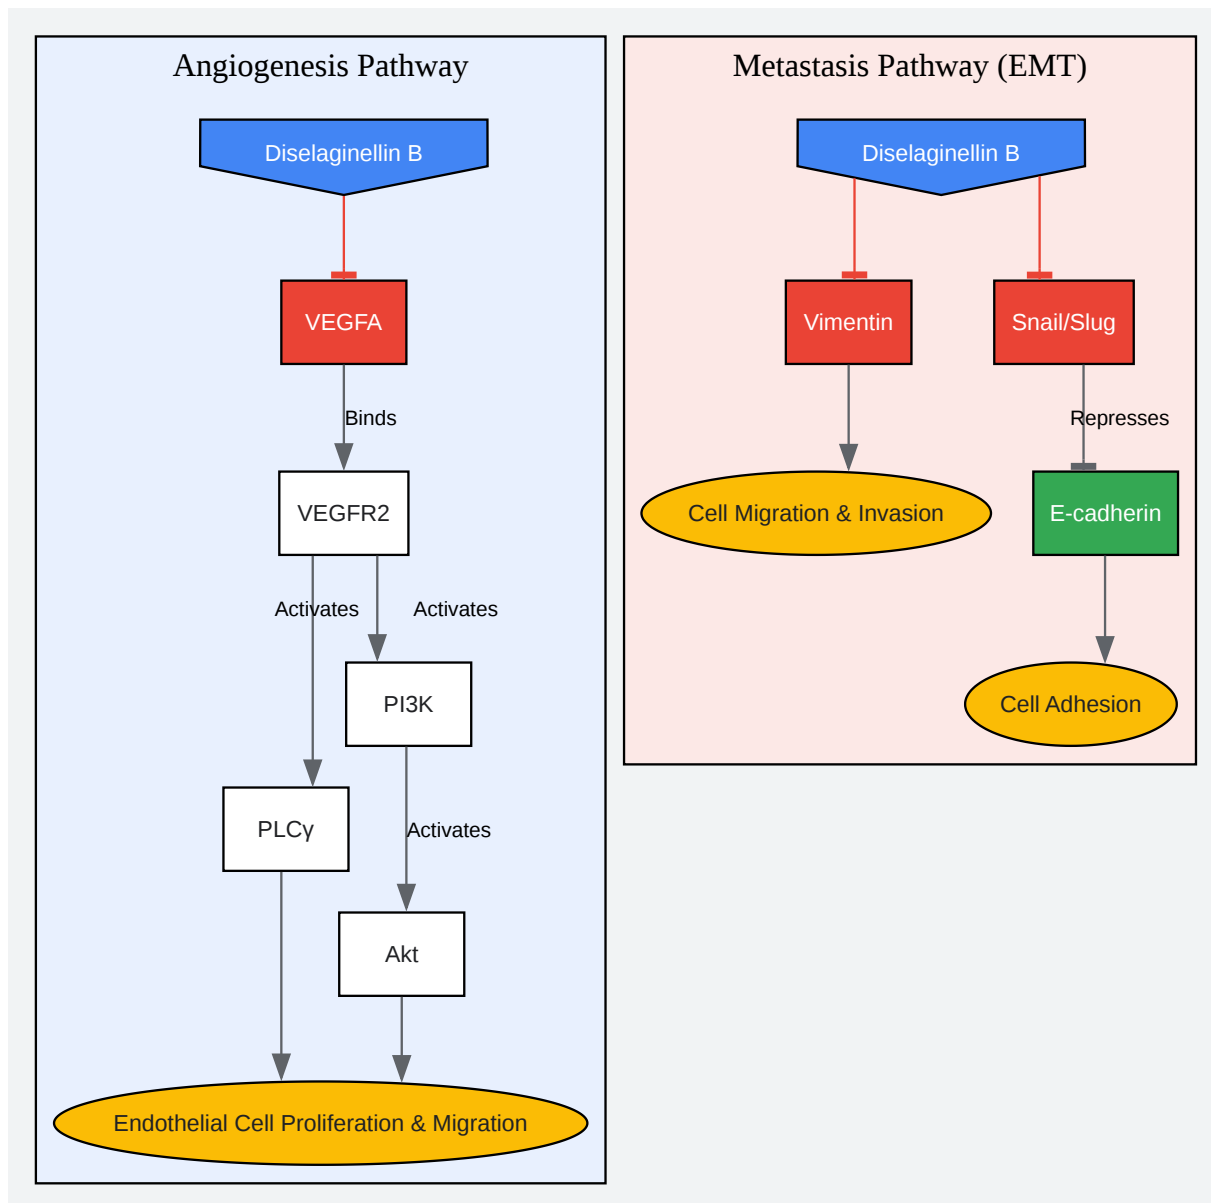 Angiogenesis Pathway
Diselaginellin B
VEGFA
Binds
VEGFR2
Activates
Activates
PI3K
PLCγ
Activates
Akt
Endothelial Cell Proliferation & Migration
Metastasis Pathway (EMT)
Diselaginellin B
Vimentin
Snail/Slug
Represses
Cell Migration & Invasion
E-cadherin
Cell Adhesion